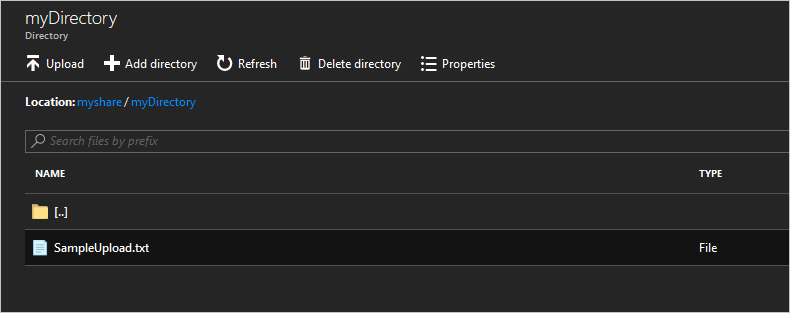 myDirectory
Directory
Upload Add directory Refresh Delete directory Properties
Location: myshare / myDirectory
Search files by prefix
NAME TYPE
[..]
SampleUpload.txt File